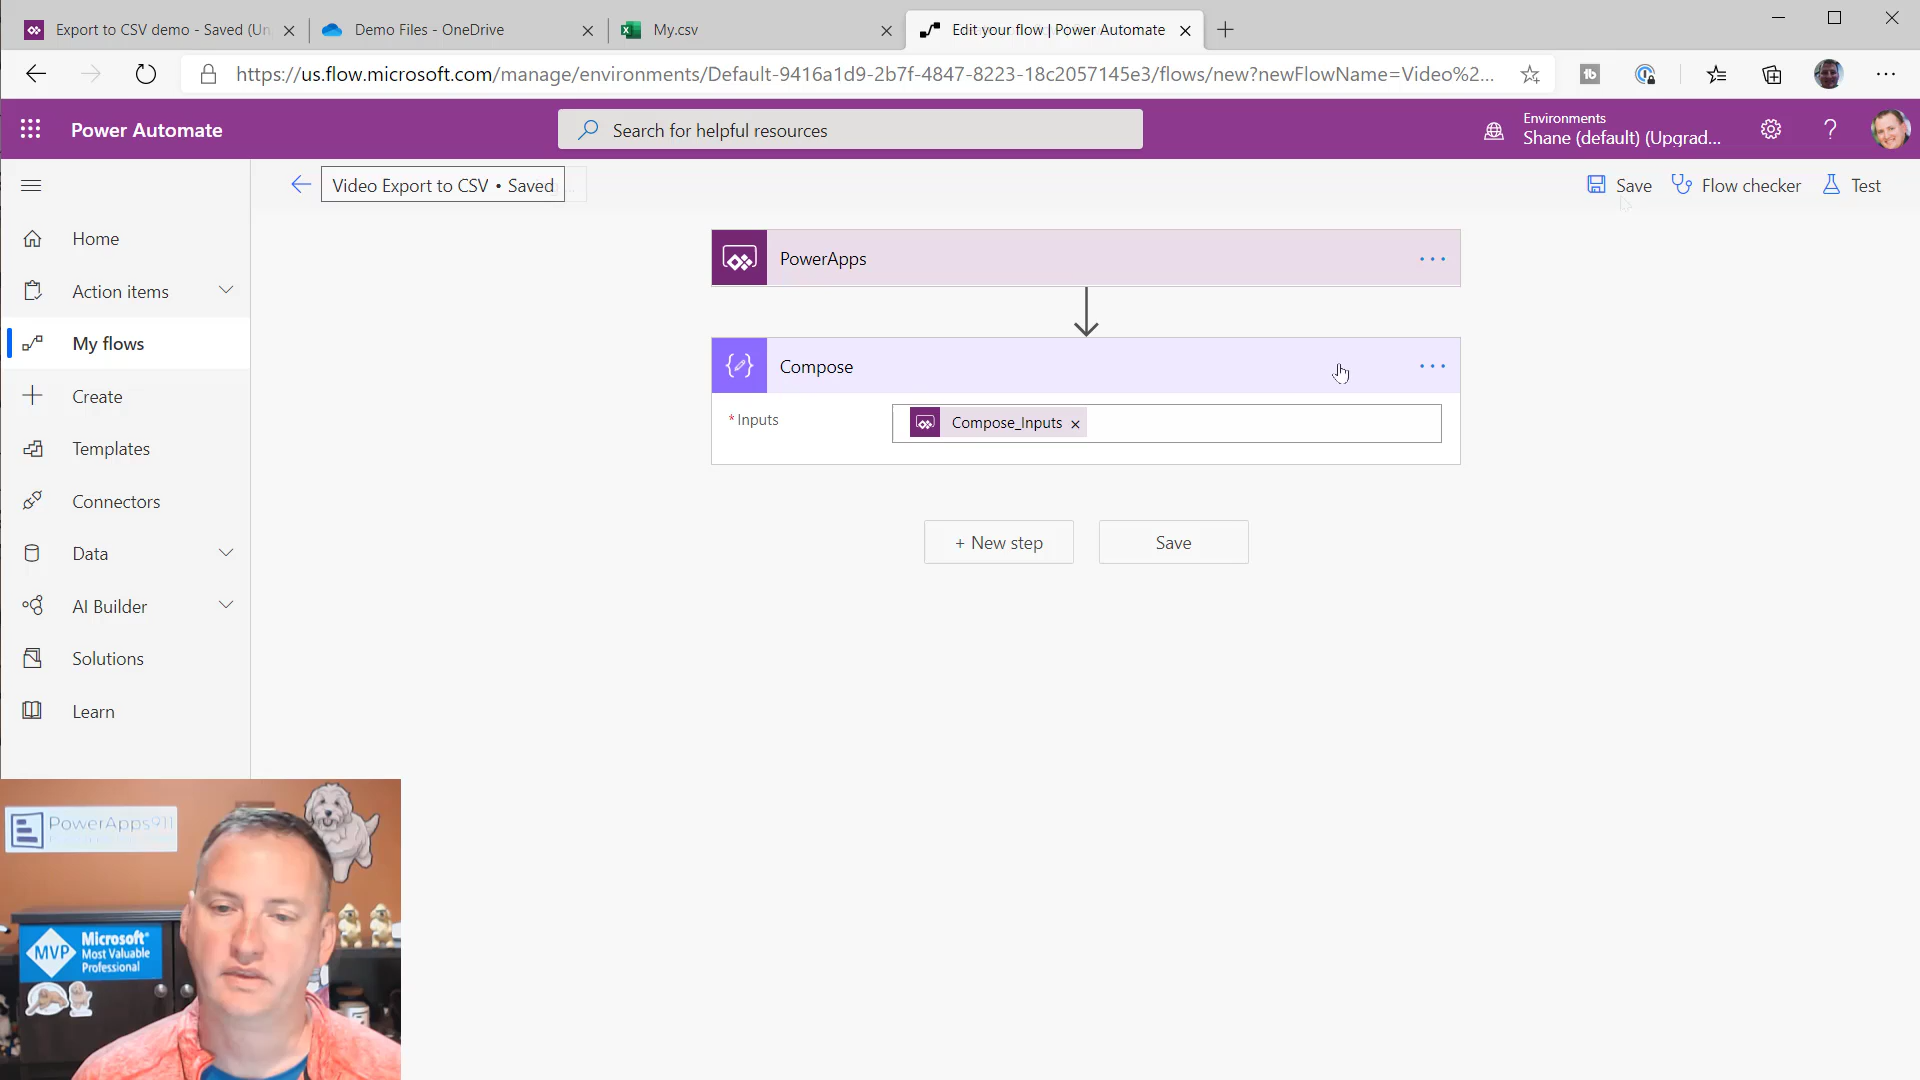 Export to CSV demo - Saved (Un
Demo Files - OneDrive
My.csv
Edit your flow | Power Automate
https://us.flow.microsoft.com/manage/environments/Default-9416a1d9-2b7f-4847-8223-18c2057145e3/flows/new?newFlowName=Video%2...
Power Automate
Search for helpful resources
Environments
Shane (default) (Upgrad...
Video Export to CSV • Saved
Save
Flow checker
Test
Home
Action items
My flows
Create
Templates
Connectors
Data
AI Builder
Solutions
Learn
PowerApps
Compose
* Inputs
Compose_Inputs
+ New step
Save
PowerApps911
MVP
Microsoft®
Most Valuable
Professional